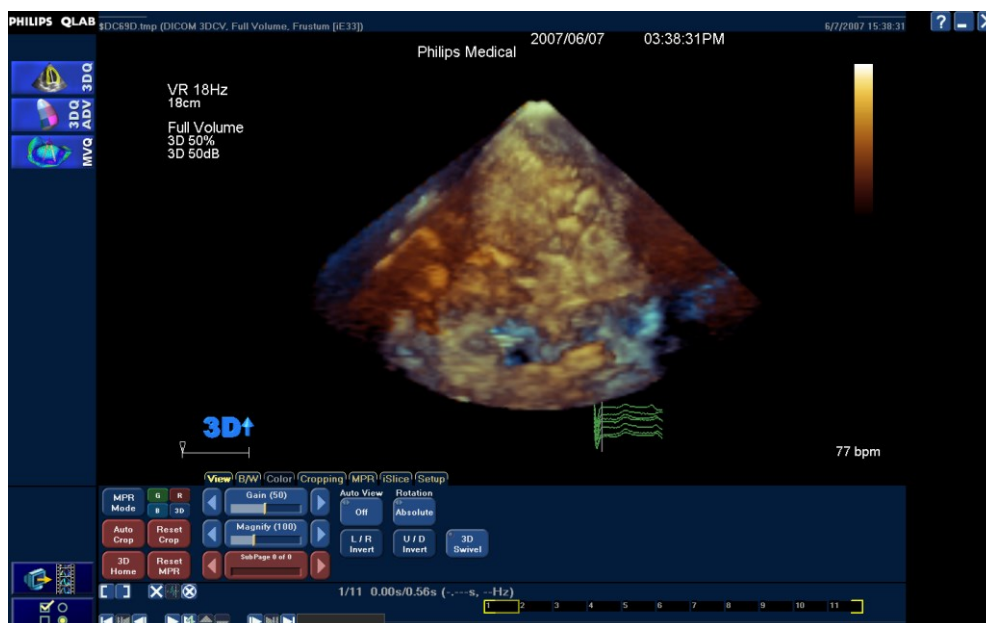 PHILIPS QLAB $DC69D.tmp (DICOM 3DCV, Full Volume, Frustum [iE33]) 6/7/2007 15:38:31 ?
2007/06/07 03:38:31PM
Philips Medical
3DQ
3DQ ADV
MVQ
VR 18Hz
18cm
Full Volume
3D 50%
3D 50dB
3D
77 bpm
View B/W Color Cropping MPR iSlice Setup
MPR Mode G R B 3D Gain (50) Auto View Off Rotation Absolute
Auto Crop Reset Crop Magnify (100) L / R Invert U / D Invert 3D Swivel
3D Home Reset MPR SubPage 0 of 0
1/11 0.00s/0.56s (-.---s, --Hz)
1 2 3 4 5 6 7 8 9 10 11